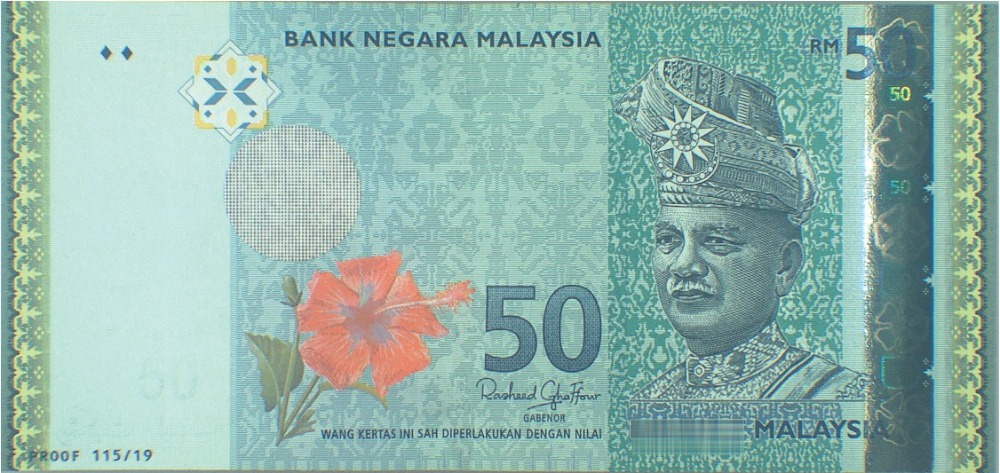 BANK NEGARA MALAYSIA
RM50
50
50
50
Rasheed Ghaffour
GABENOR
WANG KERTAS INI SAH DIPERLAKUKAN DENGAN NILAI
MALAYSIA
50
PROOF 115/19